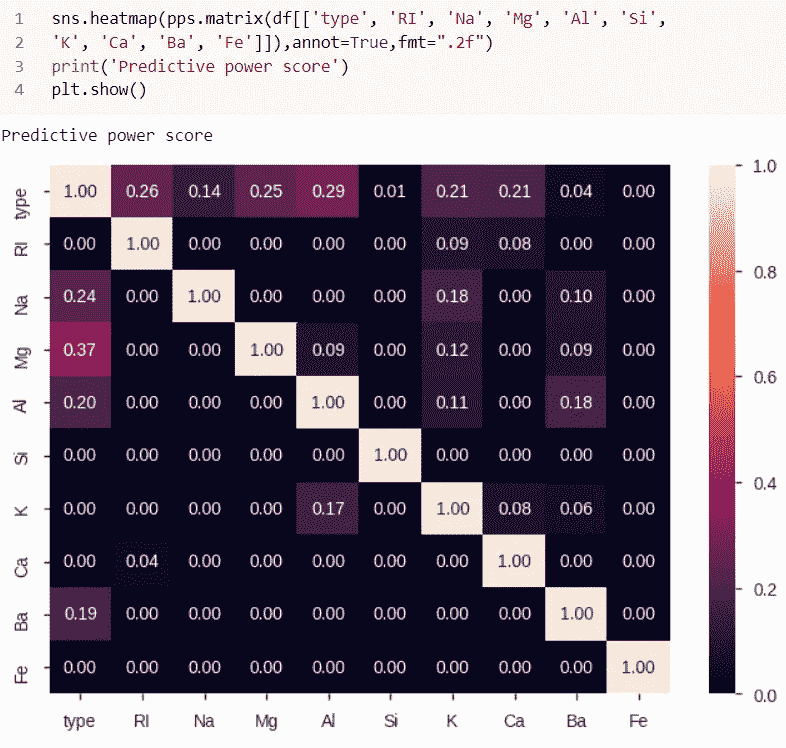 1 sns.heatmap(pps.matrix(df[['type', 'RI', 'Na', 'Mg', 'Al', 'Si',
2 'K', 'Ca', 'Ba', 'Fe']]),annot=True,fmt=".2f")
3 print('Predictive power score')
4 plt.show()
Predictive power score
type 1.00 0.26 0.14 0.25 0.29 0.01 0.21 0.21 0.04 0.00
RI 0.00 1.00 0.00 0.00 0.00 0.00 0.09 0.08 0.00 0.00
Na 0.24 0.00 1.00 0.00 0.00 0.00 0.18 0.00 0.10 0.00
Mg 0.37 0.00 0.00 1.00 0.09 0.00 0.12 0.00 0.09 0.00
Al 0.20 0.00 0.00 0.00 1.00 0.00 0.11 0.00 0.18 0.00
Si 0.00 0.00 0.00 0.00 0.00 1.00 0.00 0.00 0.00 0.00
K 0.00 0.00 0.00 0.00 0.17 0.00 1.00 0.08 0.06 0.00
Ca 0.00 0.04 0.00 0.00 0.00 0.00 0.00 1.00 0.00 0.00
Ba 0.19 0.00 0.00 0.00 0.00 0.00 0.00 0.00 1.00 0.00
Fe 0.00 0.00 0.00 0.00 0.00 0.00 0.00 0.00 0.00 1.00
type RI Na Mg Al Si K Ca Ba Fe
1.0
0.8
0.6
0.4
0.2
0.0